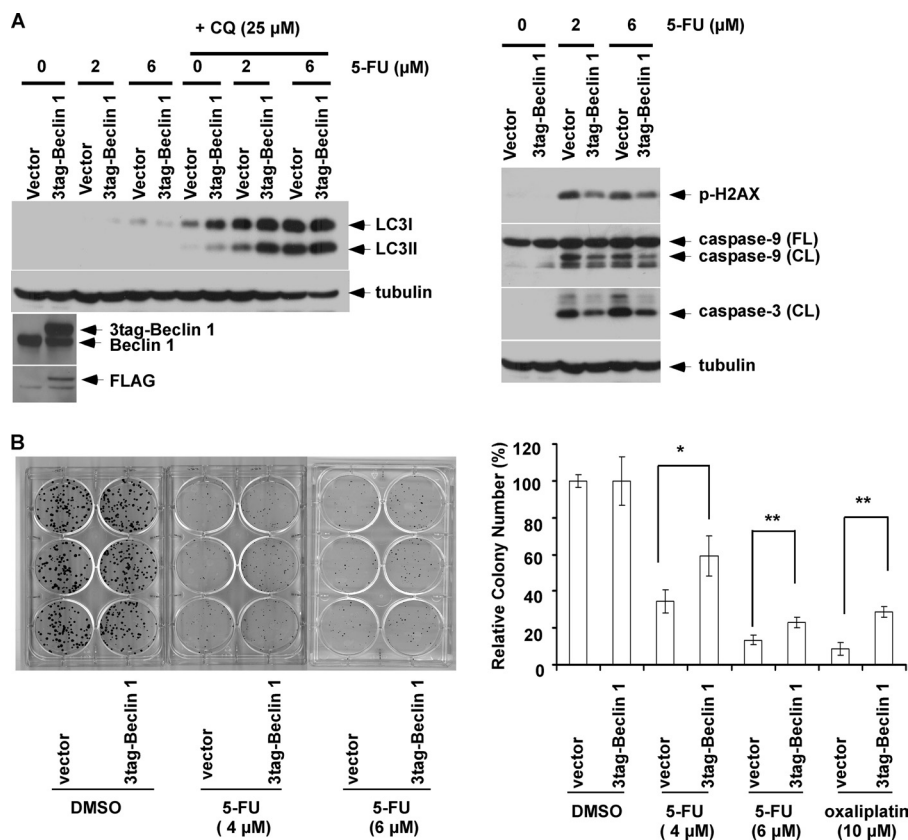 A
+ CQ (25 µM)
0 2 6 0 2 6 5-FU (µM)
Vector
3tag-Beclin 1
Vector
3tag-Beclin 1
Vector
3tag-Beclin 1
Vector
3tag-Beclin 1
Vector
3tag-Beclin 1
Vector
3tag-Beclin 1
LC3I
LC3II
tubulin
3tag-Beclin 1
Beclin 1
FLAG
0 2 6 5-FU (µM)
Vector
3tag-Beclin 1
Vector
3tag-Beclin 1
Vector
3tag-Beclin 1
p-H2AX
caspase-9 (FL)
caspase-9 (CL)
caspase-3 (CL)
tubulin
B
vector
3tag-Beclin 1
vector
3tag-Beclin 1
vector
3tag-Beclin 1
DMSO
5-FU
( 4 µM)
5-FU
(6 µM)
Relative Colony Number (%)
120
100
80
60
40
20
0
*
**
**
vector
3tag-Beclin 1
vector
3tag-Beclin 1
vector
3tag-Beclin 1
vector
3tag-Beclin 1
DMSO
5-FU
( 4 µM)
5-FU
(6 µM)
oxaliplatin
(10 µM)